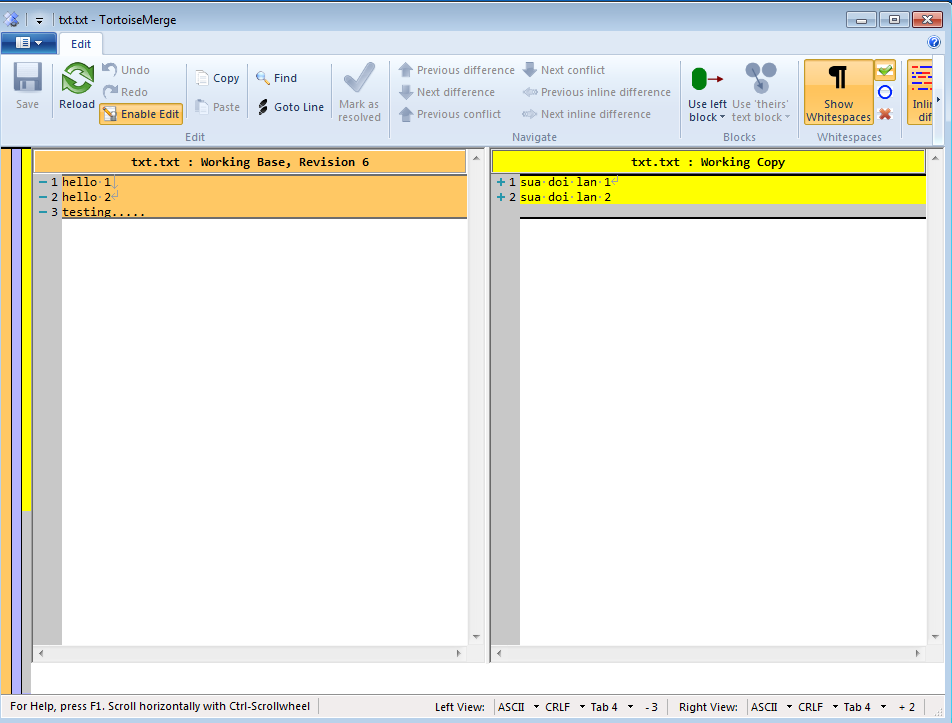 txt.txt - TortoiseMerge
Edit
Save
Reload
Undo
Redo
Enable Edit
Copy
Paste
Find
Goto Line
Mark as
resolved
Edit
Previous difference
Next difference
Previous conflict
Next conflict
Previous inline difference
Next inline difference
Navigate
Use left
block
Use 'theirs'
text block
Blocks
Show
Whitespaces
Whitespaces
txt.txt : Working Base, Revision 6
1 hello 1
2 hello 2
3 testing.....
txt.txt : Working Copy
1 sua doi lan 1
2 sua doi lan 2
For Help, press F1. Scroll horizontally with Ctrl-Scrollwheel
Left View: ASCII CRLF Tab 4 - 3
Right View: ASCII CRLF Tab 4 + 2